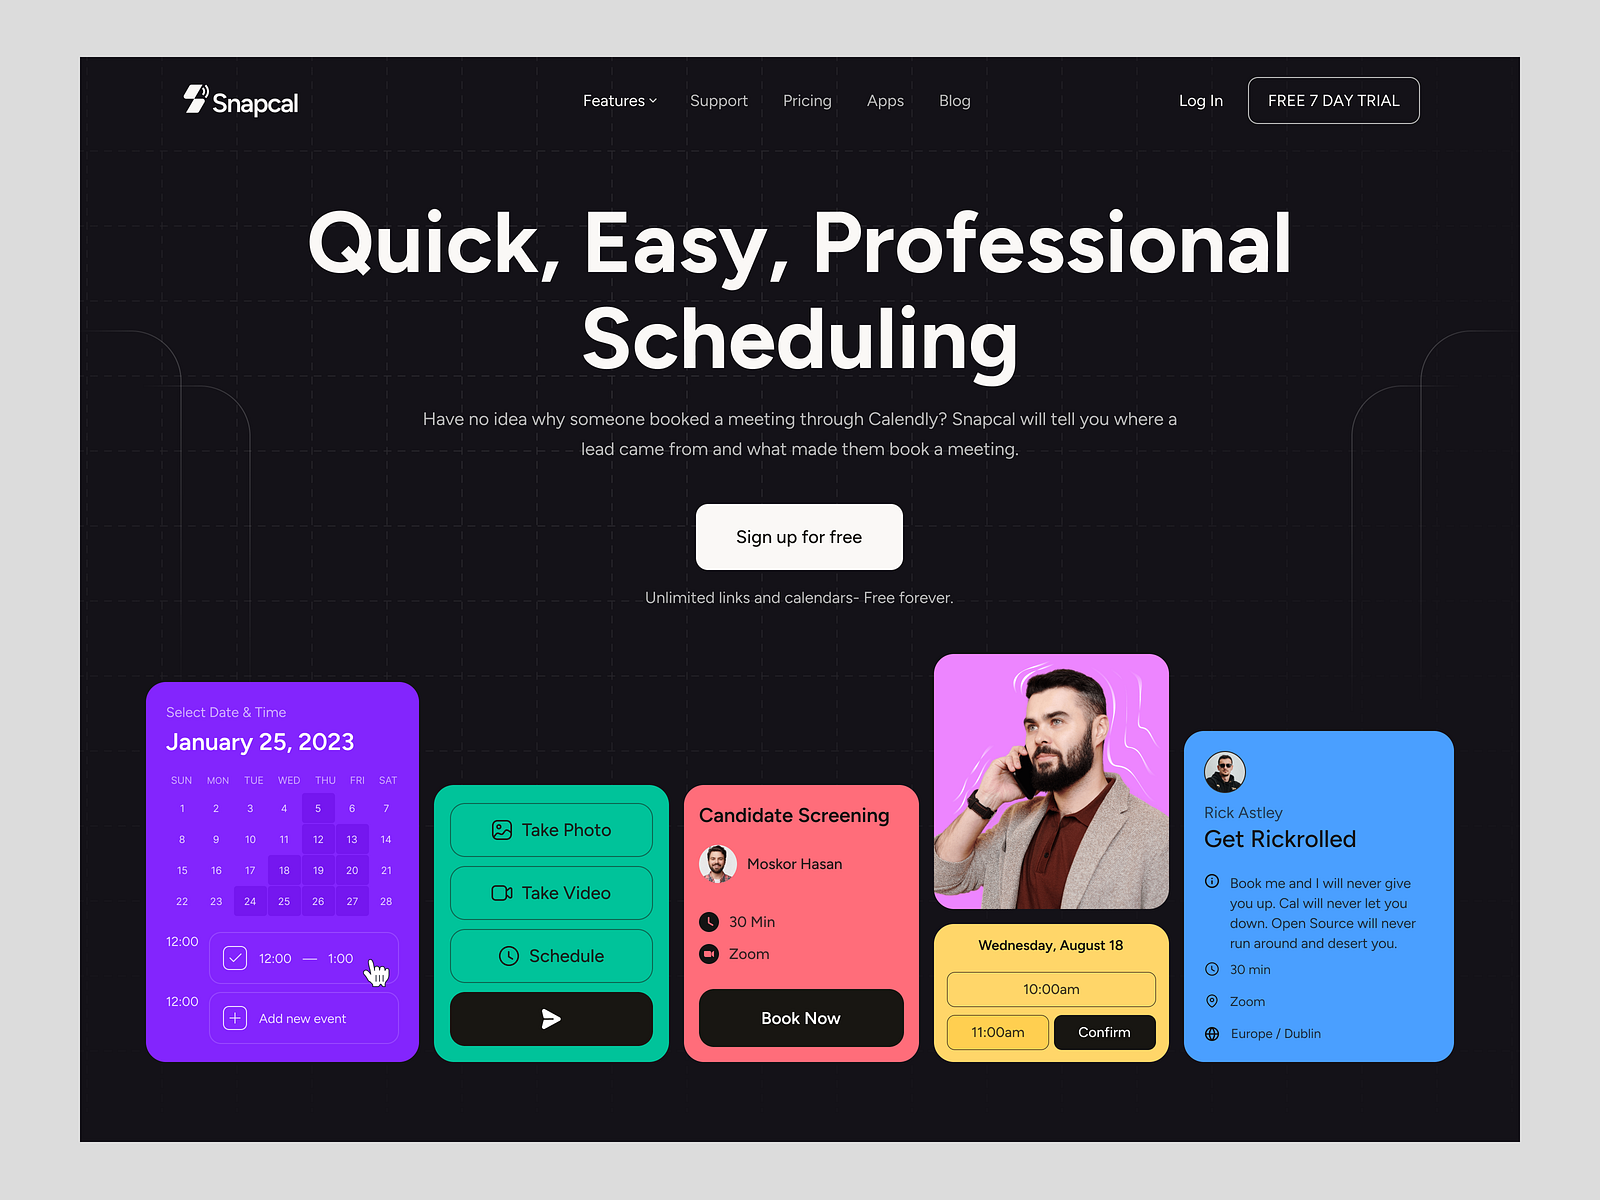 Snapcal
Features
Support
Pricing
Apps
Blog
Log In
FREE 7 DAY TRIAL
Quick, Easy, Professional
Scheduling
Have no idea why someone booked a meeting through Calendly? Snapcal will tell you where a
lead came from and what made them book a meeting.
Sign up for free
Unlimited links and calendars- Free forever.
Select Date & Time
January 25, 2023
SUN MON TUE WED THU FRI SAT
1 2 3 4 5 6 7
8 9 10 11 12 13 14
15 16 17 18 19 20 21
22 23 24 25 26 27 28
12:00
12:00 — 1:00
12:00
Add new event
Take Photo
Take Video
Schedule
Candidate Screening
Moskor Hasan
30 Min
Zoom
Book Now
Wednesday, August 18
10:00am
11:00am
Confirm
Rick Astley
Get Rickrolled
Book me and I will never give
you up. Cal will never let you
down. Open Source will never
run around and desert you.
30 min
Zoom
Europe / Dublin